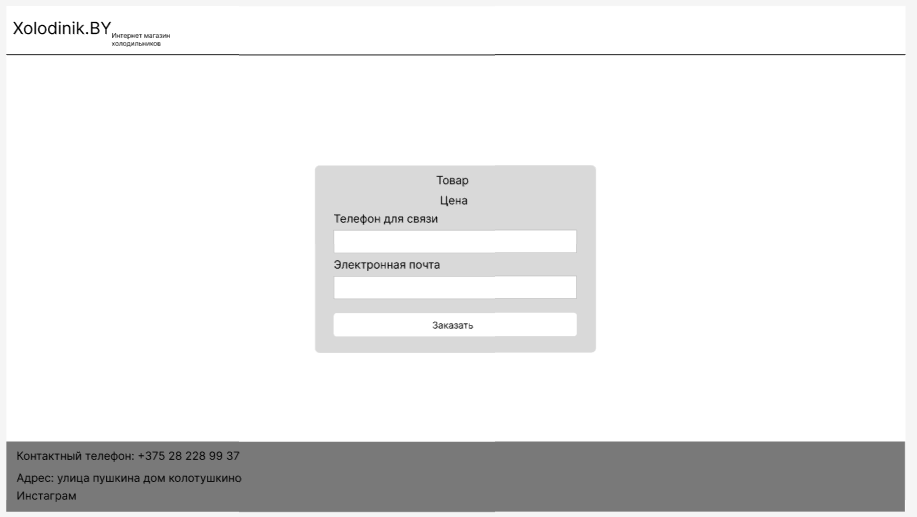 Xolodinik.BY
Интернет магазин
холодильников
Товар
Цена
Телефон для связи
Электронная почта
Заказать
Контактный телефон: +375 28 228 99 37
Адрес: улица пушкина дом колотушкино
Инстаграм